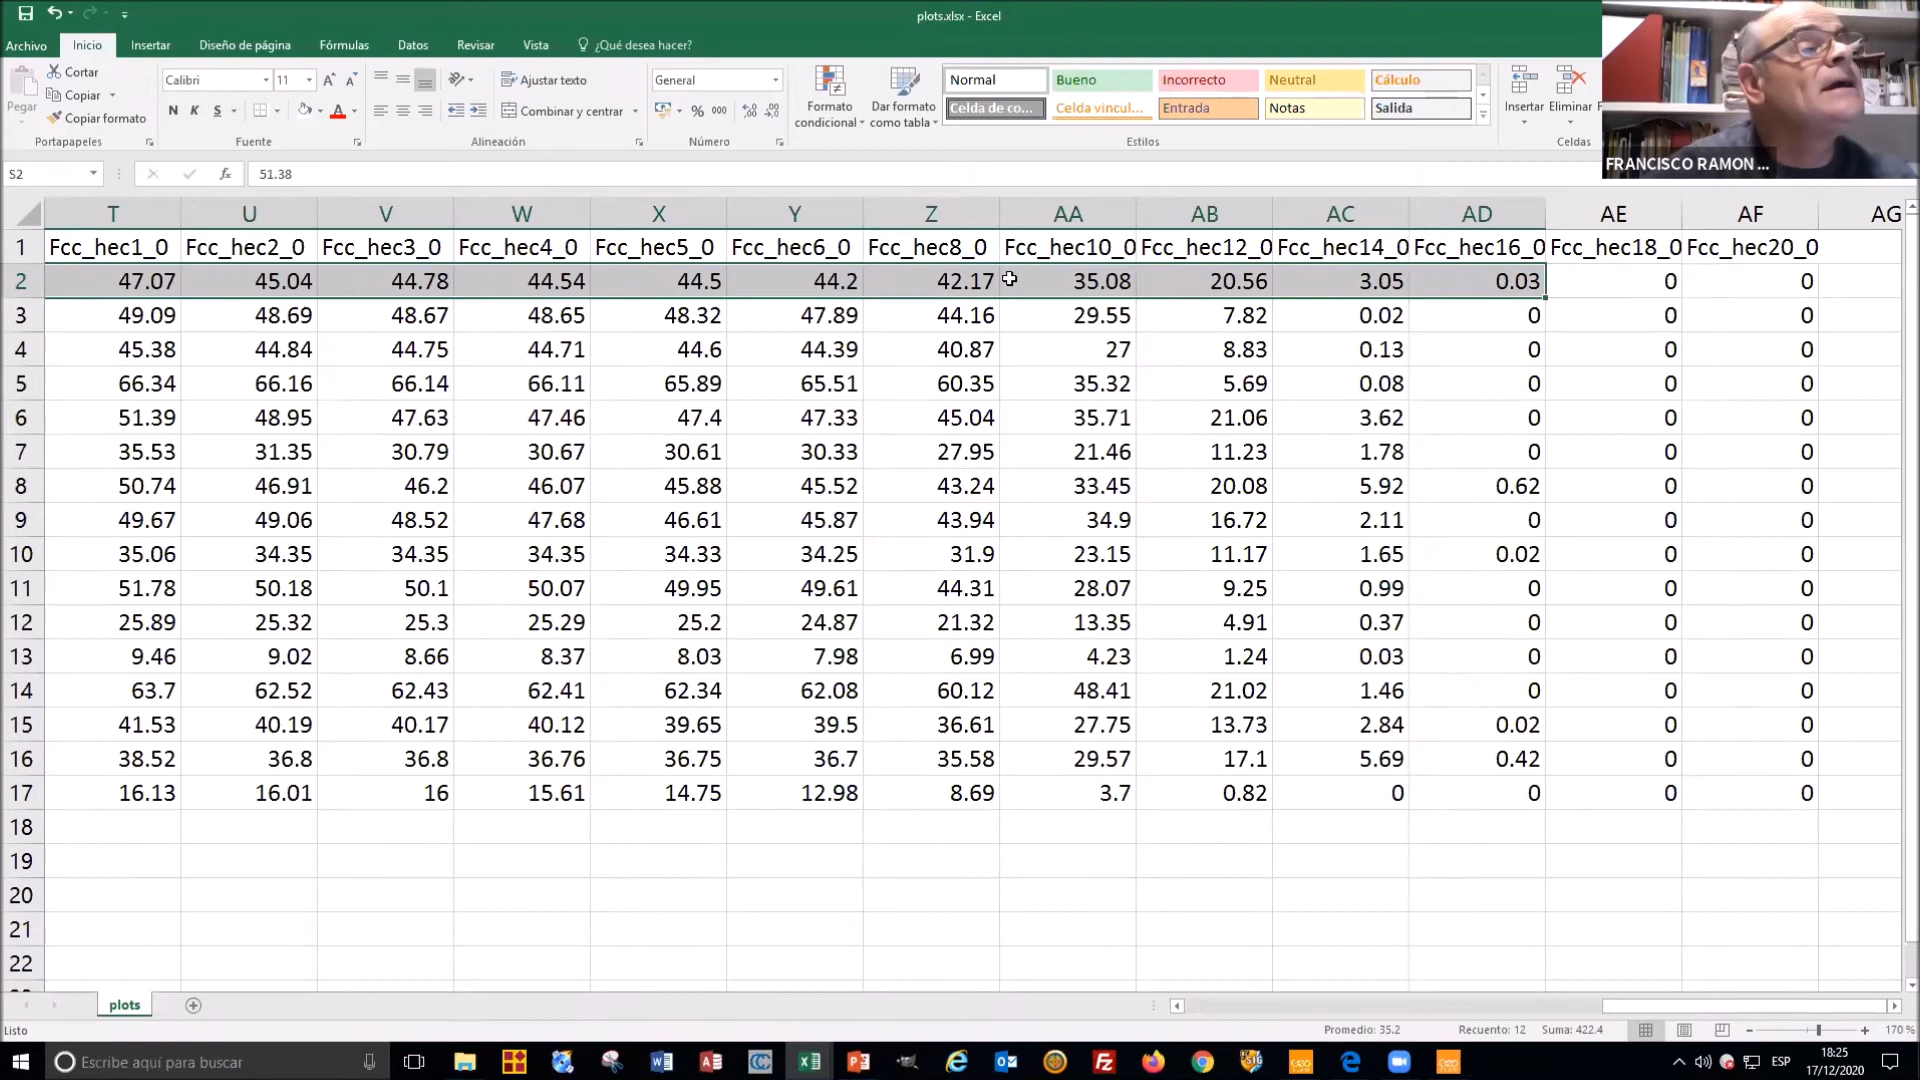 plots.xlsx - Excel
Archivo Inicio Insertar Diseño de página Fórmulas Datos Revisar Vista ¿Qué desea hacer?
Pegar
Cortar
Copiar
Copiar formato
Portapapeles
Calibri 11
N K S
Fuente
Ajustar texto
Combinar y centrar
Alineación
General
% 000
Número
Formato condicional
Dar formato como tabla
Normal Bueno Incorrecto Neutral Cálculo
Celda de co... Celda vincul... Entrada Notas Salida
Estilos
Insertar Eliminar
Celdas
FRANCISCO RAMON ...
S2 fx 51.38
T U V W X Y Z AA AB AC AD AE AF AG
1 Fcc_hec1_0 Fcc_hec2_0 Fcc_hec3_0 Fcc_hec4_0 Fcc_hec5_0 Fcc_hec6_0 Fcc_hec8_0 Fcc_hec10_0 Fcc_hec12_0 Fcc_hec14_0 Fcc_hec16_0 Fcc_hec18_0 Fcc_hec20_0
2 47.07 45.04 44.78 44.54 44.5 44.2 42.17 35.08 20.56 3.05 0.03 0 0
3 49.09 48.69 48.67 48.65 48.32 47.89 44.16 29.55 7.82 0.02 0 0 0
4 45.38 44.84 44.75 44.71 44.6 44.39 40.87 27 8.83 0.13 0 0 0
5 66.34 66.16 66.14 66.11 65.89 65.51 60.35 35.32 5.69 0.08 0 0 0
6 51.39 48.95 47.63 47.46 47.4 47.33 45.04 35.71 21.06 3.62 0 0 0
7 35.53 31.35 30.79 30.67 30.61 30.33 27.95 21.46 11.23 1.78 0 0 0
8 50.74 46.91 46.2 46.07 45.88 45.52 43.24 33.45 20.08 5.92 0.62 0 0
9 49.67 49.06 48.52 47.68 46.61 45.87 43.94 34.9 16.72 2.11 0 0 0
10 35.06 34.35 34.35 34.35 34.33 34.25 31.9 23.15 11.17 1.65 0.02 0 0
11 51.78 50.18 50.1 50.07 49.95 49.61 44.31 28.07 9.25 0.99 0 0 0
12 25.89 25.32 25.3 25.29 25.2 24.87 21.32 13.35 4.91 0.37 0 0 0
13 9.46 9.02 8.66 8.37 8.03 7.98 6.99 4.23 1.24 0.03 0 0 0
14 63.7 62.52 62.43 62.41 62.34 62.08 60.12 48.41 21.02 1.46 0 0 0
15 41.53 40.19 40.17 40.12 39.65 39.5 36.61 27.75 13.73 2.84 0.02 0 0
16 38.52 36.8 36.8 36.76 36.75 36.7 35.58 29.57 17.1 5.69 0.42 0 0
17 16.13 16.01 16 15.61 14.75 12.98 8.69 3.7 0.82 0 0 0 0
18
19
20
21
22
plots
Listo Promedio: 35.2 Recuento: 12 Suma: 422.4 170 %
Escribe aquí para buscar
ESP 18:25
17/12/2020